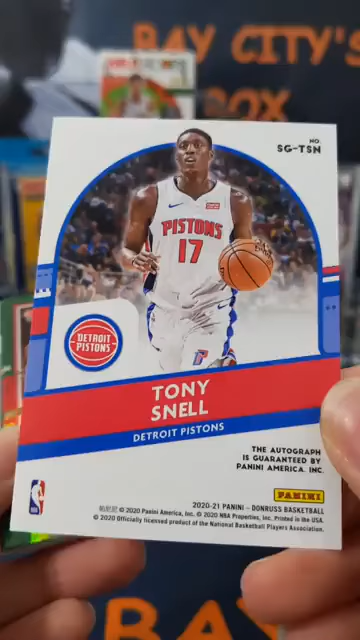 BAY CITY'S
BOX
NO.
SG-TSN
PISTONS
17
DETROIT
PISTONS
TONY
SNELL
DETROIT PISTONS
THE AUTOGRAPH
IS GUARANTEED BY
PANINI AMERICA, INC.
PANINI
2020-21 PANINI - DONRUSS BASKETBALL
© 2020 Panini America, Inc. © 2020 NBA Properties, Inc. Printed in the USA.
© 2020 Officially licensed product of the National Basketball Players Association.
BAY